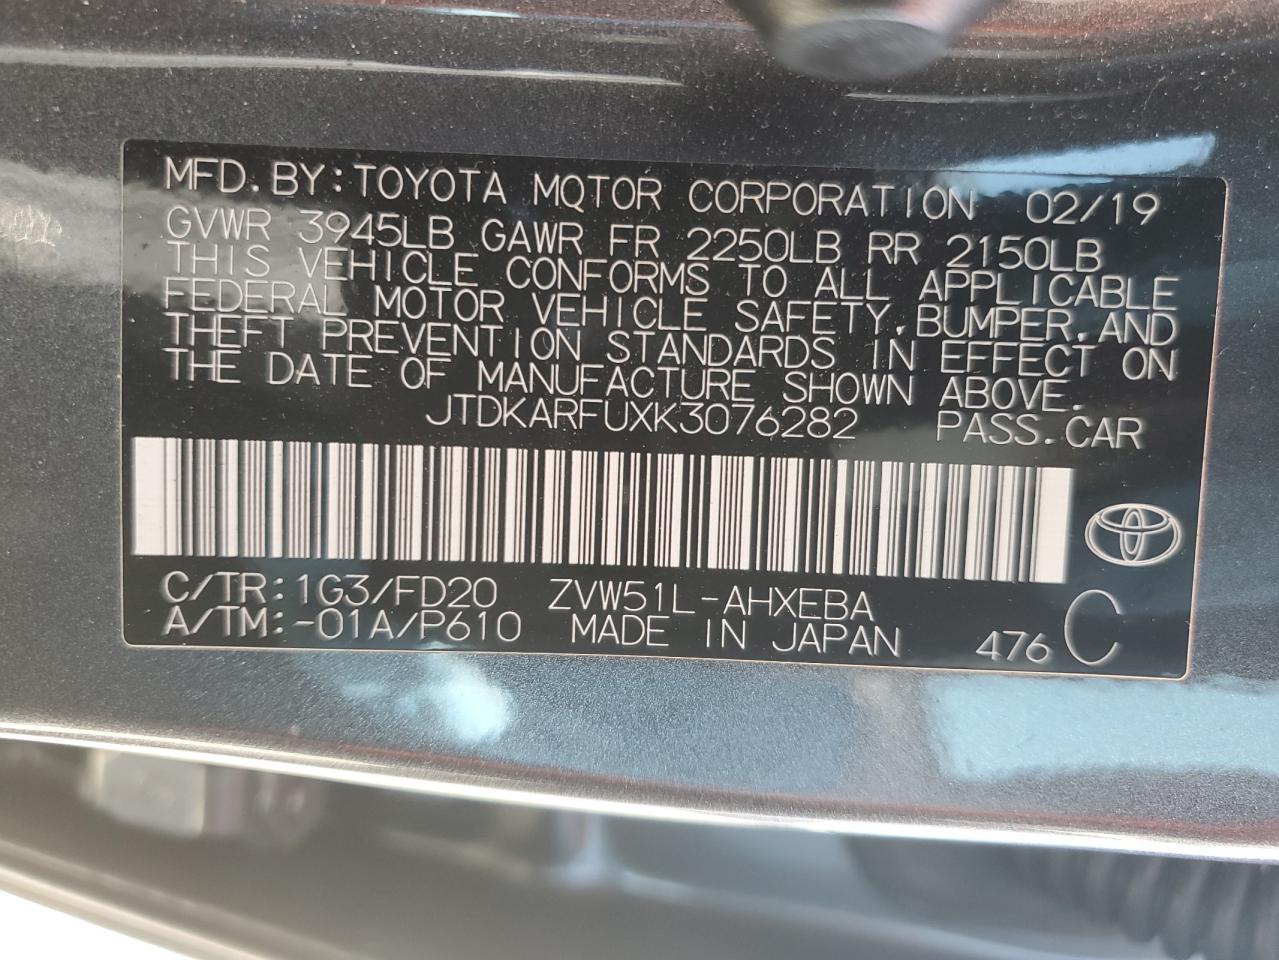 MFD. BY: TOYOTA MOTOR CORPORATION 02/19
GVWR 3945LB GAWR FR 2250LB RR 2150LB
THIS VEHICLE CONFORMS TO ALL APPLICABLE
FEDERAL MOTOR VEHICLE SAFETY, BUMPER, AND
THEFT PREVENTION STANDARDS IN EFFECT ON
THE DATE OF MANUFACTURE SHOWN ABOVE.
JTDKARFUXK3076282 PASS. CAR
C/TR: 1G3/FD20 ZVW51L-AHXEBA
A/TM: -01A/P610 MADE IN JAPAN 476 C